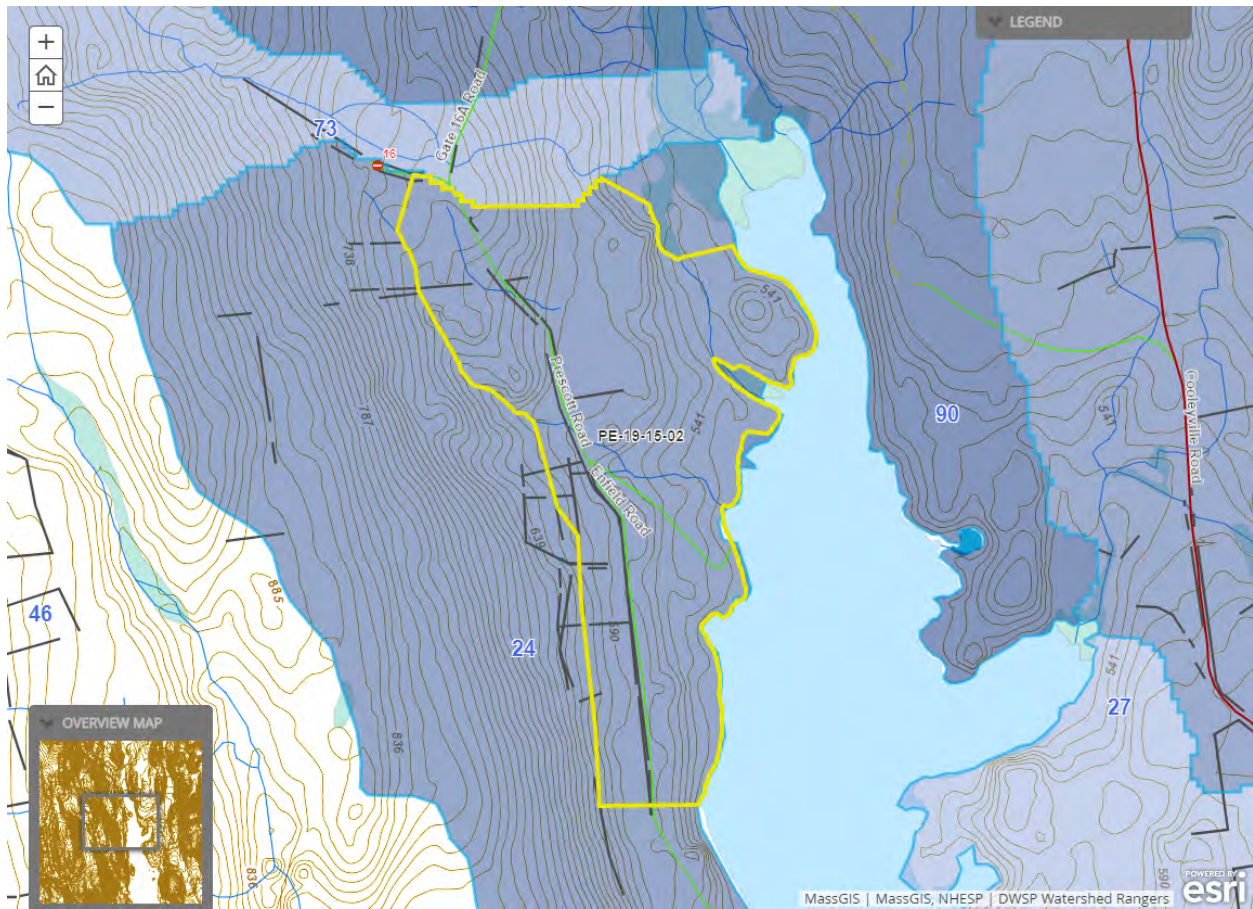 +
−
LEGEND
73
16
Gate 16A Road
738
541
787
Prescott Road
PE-19-15-02
541
Enfield Road
639
885
90
541
Cooleyville Road
46
24
590
541
27
836
OVERVIEW MAP
836
590
MassGIS | MassGIS, NHESP | DWSP Watershed Rangers
POWERED BY
esri